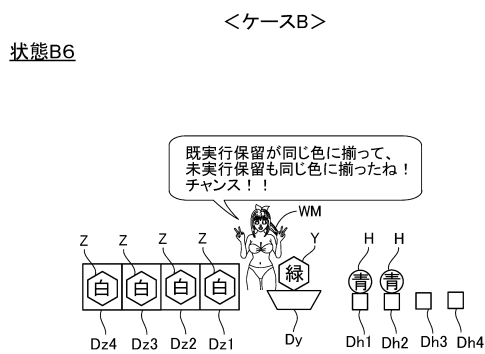 ＜ケースB＞
状態B6
既実行保留が同じ色に揃って、
未実行保留も同じ色に揃ったね！
チャンス！！
WM
Z Z Z Z Y H H
白 白 白 白 緑 青 青
Dz4 Dz3 Dz2 Dz1 Dy Dh1 Dh2 Dh3 Dh4